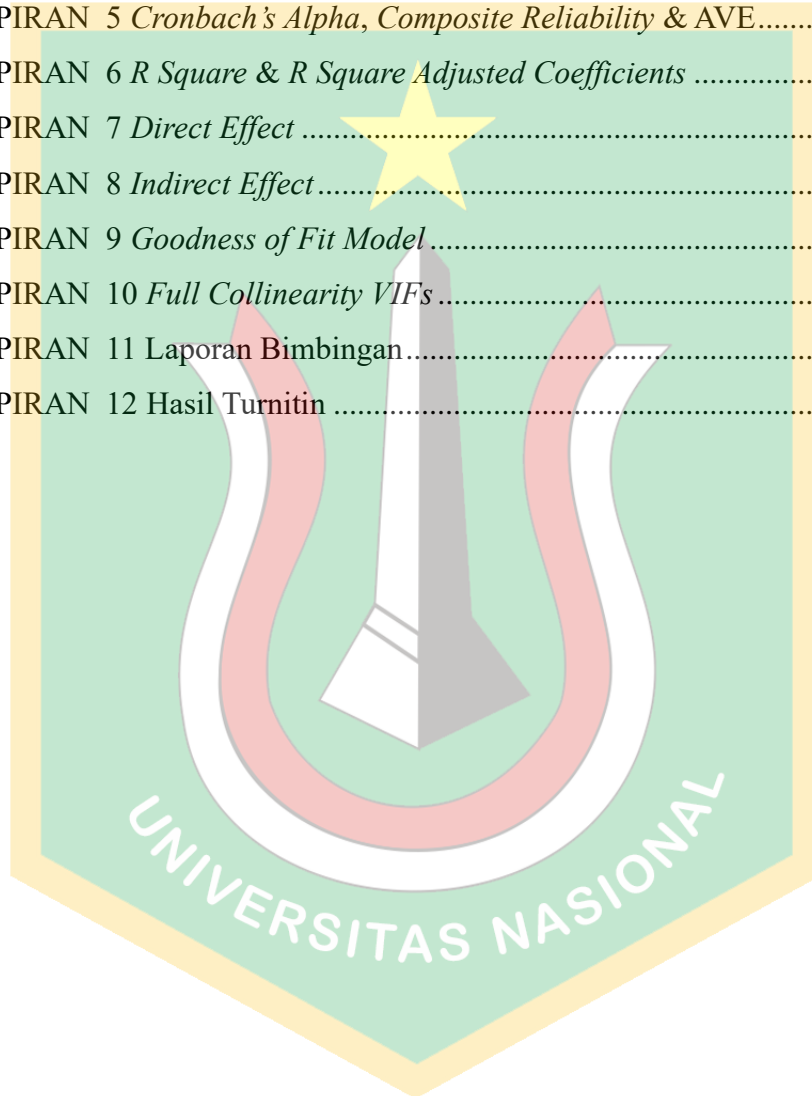 PIRAN 5 Cronbach's Alpha, Composite Reliability & AVE.......
PIRAN 6 R Square & R Square Adjusted Coefficients ...............
PIRAN 7 Direct Effect ................................................................
PIRAN 8 Indirect Effect..............................................................
PIRAN 9 Goodness of Fit Model ................................................
PIRAN 10 Full Collinearity VIFs ...............................................
PIRAN 11 Laporan Bimbingan...................................................
PIRAN 12 Hasil Turnitin ............................................................
UNIVERSITAS NASIONAL